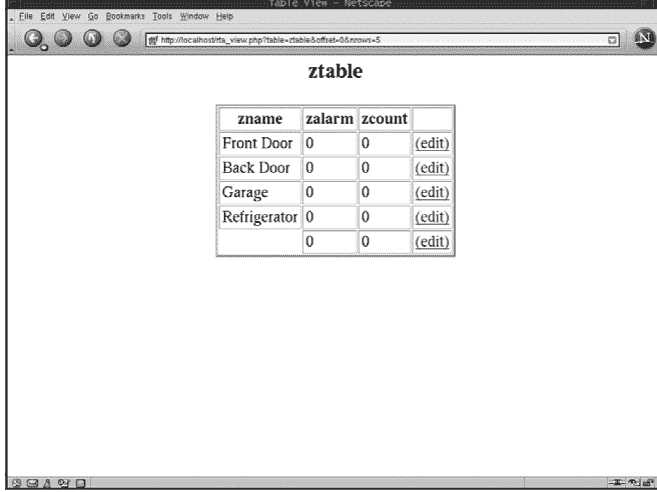 Table View - Netscape
File Edit View Go Bookmarks Tools Window Help
http://localhost/rta_view.php?table=ztable&offset=0&nrows=5
N
ztable
zname zalarm zcount
Front Door 0 0 (edit)
Back Door 0 0 (edit)
Garage 0 0 (edit)
Refrigerator 0 0 (edit)
0 0 (edit)